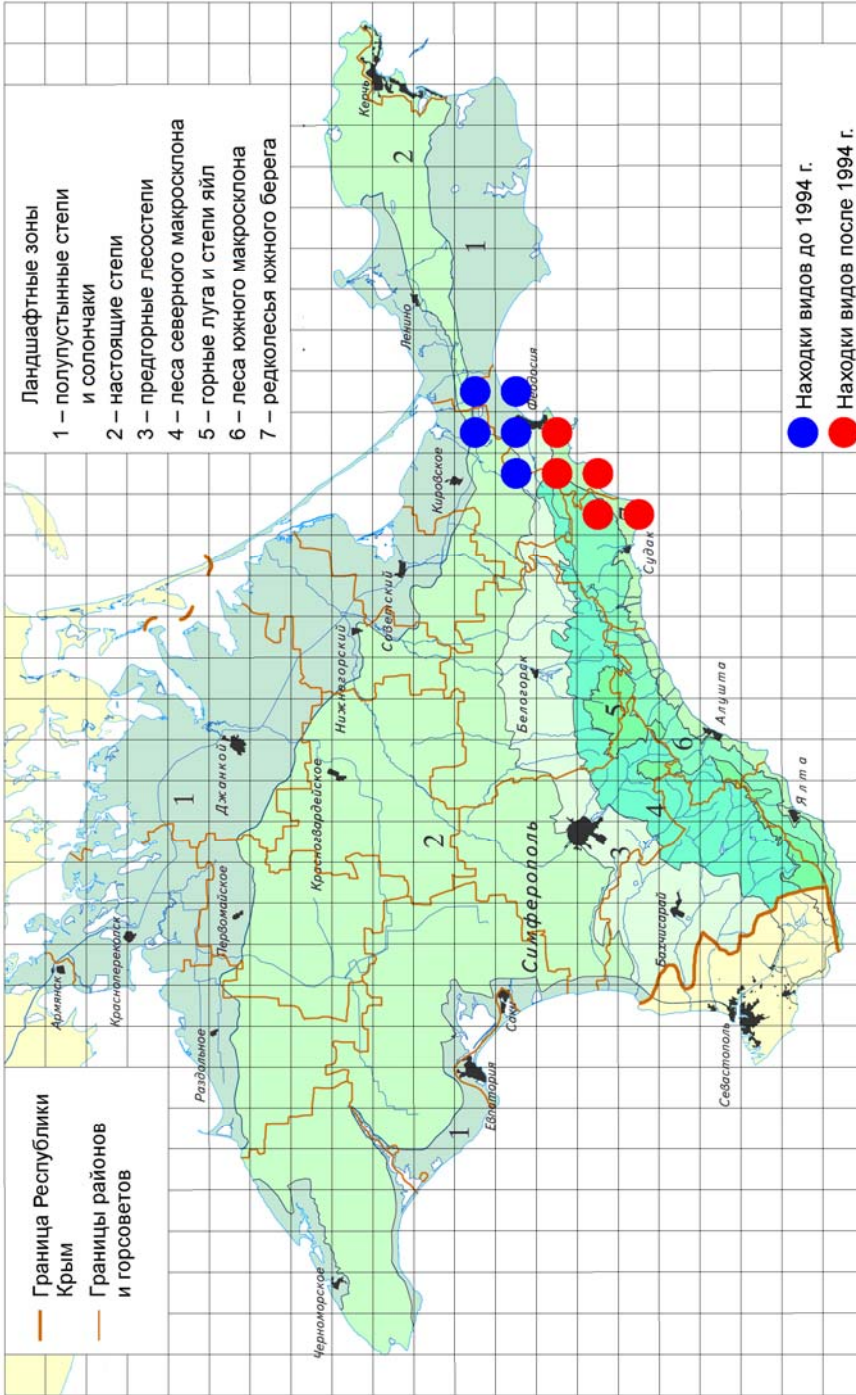 Граница Республики
Крым
Границы районов
и горсоветов
Ландшафтные зоны
1 – полупустынные степи
и солончаки
2 – настоящие степи
3 – предгорные лесостепи
4 – леса северного макросклона
5 – горные луга и степи яйл
6 – леса южного макросклона
7 – редколесья южного берега
Армянск
Красноперекопск
1
Джанкой
Раздольное
Первомайское
Красногвардейское
Нижнегорский
Советский
Кировское
Ленино
Керчь
2
1
Черноморское
1
Евпатория
Саки
2
Симферополь
Белогорск
Феодосия
3
4
5
6
Судак
Бахчисарай
Алушта
Ялта
Севастополь
Находки видов до 1994 г.
Находки видов после 1994 г.